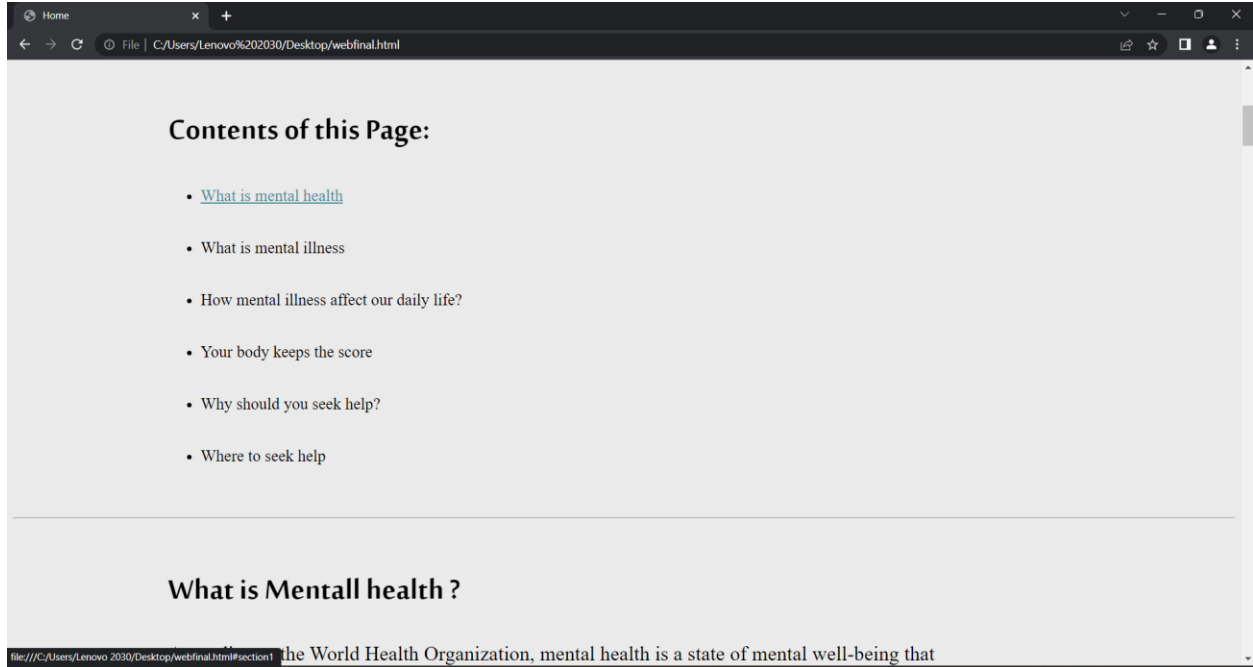 Home
File | C:/Users/Lenovo%202030/Desktop/webfinal.html
Contents of this Page:
What is mental health
What is mental illness
How mental illness affect our daily life?
Your body keeps the score
Why should you seek help?
Where to seek help
What is Mentall health ?
the World Health Organization, mental health is a state of mental well-being that
file:///C:/Users/Lenovo 2030/Desktop/webfinal.html#section1